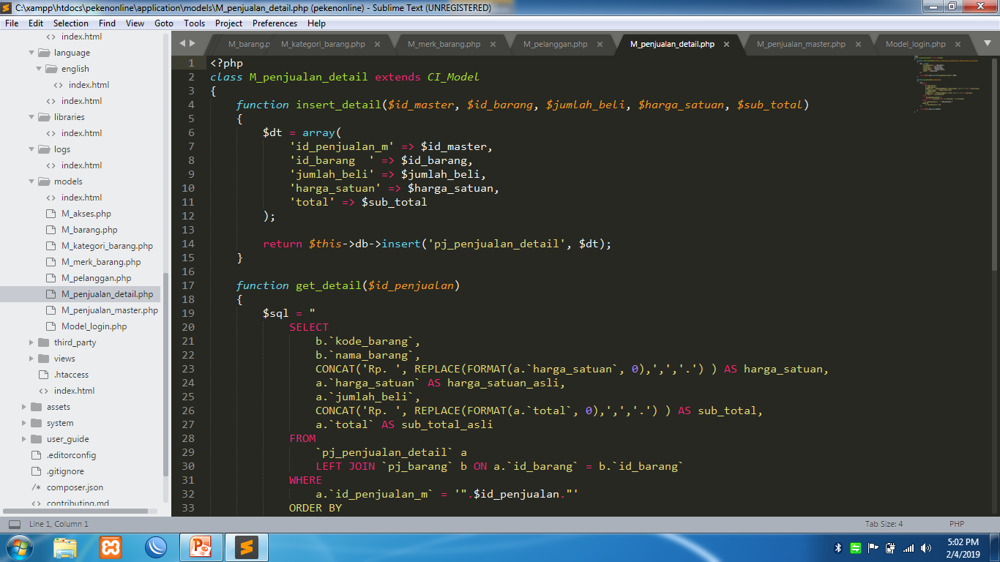 C:\xampp\htdocs\pekenonline\application\models\M_penjualan_detail.php (pekenonline) - Sublime Text (UNREGISTERED)
File Edit Selection Find View Goto Tools Project Preferences Help
index.html
language
english
index.html
index.html
libraries
index.html
logs
index.html
models
index.html
M_akses.php
M_barang.php
M_kategori_barang.php
M_merk_barang.php
M_pelanggan.php
M_penjualan_detail.php
M_penjualan_master.php
Model_login.php
third_party
views
.htaccess
index.html
assets
system
user_guide
.editorconfig
.gitignore
composer.json
contributing.md
M_barang.p M_kategori_barang.php M_merk_barang.php M_pelanggan.php M_penjualan_detail.php M_penjualan_master.php Model_login.php
1 <?php
2 class M_penjualan_detail extends CI_Model
3 {
4     function insert_detail($id_master, $id_barang, $jumlah_beli, $harga_satuan, $sub_total)
5     {
6         $dt = array(
7             'id_penjualan_m' => $id_master,
8             'id_barang  ' => $id_barang,
9             'jumlah_beli' => $jumlah_beli,
10             'harga_satuan' => $harga_satuan,
11             'total' => $sub_total
12         );
13
14         return $this->db->insert('pj_penjualan_detail', $dt);
15     }
16
17     function get_detail($id_penjualan)
18     {
19         $sql = "
20             SELECT
21                 b.`kode_barang`,
22                 b.`nama_barang`,
23                 CONCAT('Rp. ', REPLACE(FORMAT(a.`harga_satuan`, 0),',','.') ) AS harga_satuan,
24                 a.`harga_satuan` AS harga_satuan_asli,
25                 a.`jumlah_beli`,
26                 CONCAT('Rp. ', REPLACE(FORMAT(a.`total`, 0),',','.') ) AS sub_total,
27                 a.`total` AS sub_total_asli
28             FROM
29                 `pj_penjualan_detail` a
30                 LEFT JOIN `pj_barang` b ON a.`id_barang` = b.`id_barang`
31             WHERE
32                 a.`id_penjualan_m` = '".$id_penjualan."'
33             ORDER BY
Line 1, Column 1 Tab Size: 4 PHP
5:02 PM
2/4/2019